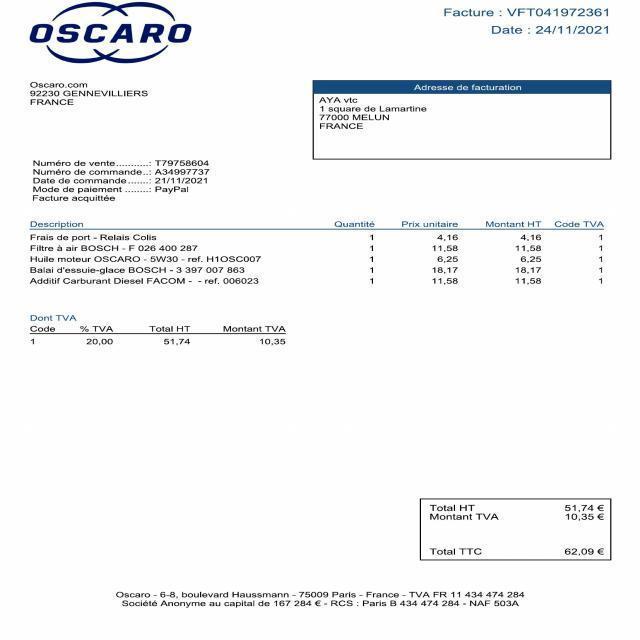 OSCARO
Facture : VFT041972361
Date : 24/11/2021
Oscaro.com
92230 GENNEVILLIERS
FRANCE
Adresse de facturation
AYA vtc
1 square de Lamartine
77000 MELUN
FRANCE
Numéro de vente...........: T79758604
Numéro de commande..: A34997737
Date de commande.......: 21/11/2021
Mode de paiement ........: PayPal
Facture acquittée
Description Quantité Prix unitaire Montant HT Code TVA
Frais de port - Relais Colis 1 4,16 4,16 1
Filtre à air BOSCH - F 026 400 287 1 11,58 11,58 1
Huile moteur OSCARO - 5W30 - ref. H1OSC007 1 6,25 6,25 1
Balai d'essuie-glace BOSCH - 3 397 007 863 1 18,17 18,17 1
Additif Carburant Diesel FACOM - - ref. 006023 1 11,58 11,58 1
Dont TVA
Code % TVA Total HT Montant TVA
1 20,00 51,74 10,35
Total HT 51,74 €
Montant TVA 10,35 €
Total TTC 62,09 €
Oscaro - 6-8, boulevard Haussmann - 75009 Paris - France - TVA FR 11 434 474 284
Société Anonyme au capital de 167 284 € - RCS : Paris B 434 474 284 - NAF 503A